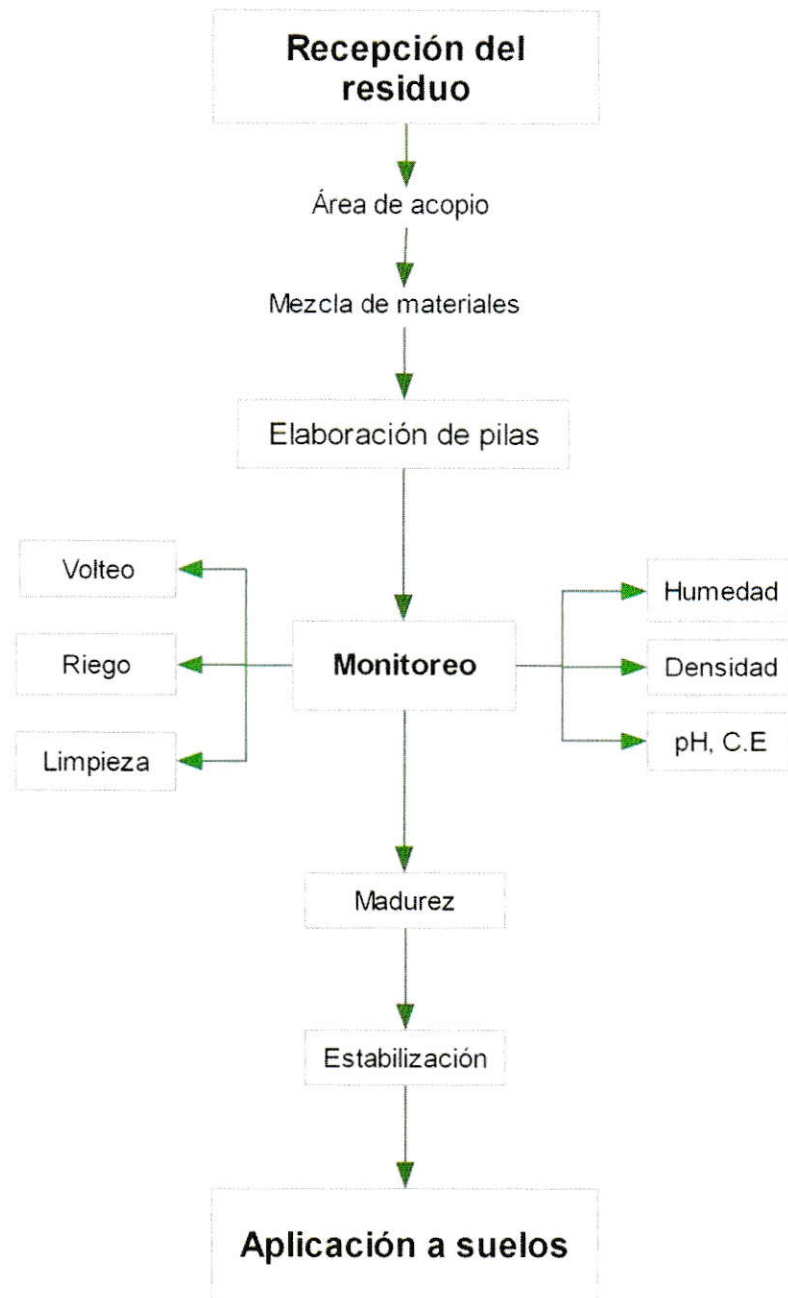 Recepción del
residuo
Área de acopio
Mezcla de materiales
Elaboración de pilas
Volteo
Riego
Limpieza
Monitoreo
Humedad
Densidad
pH, C.E
Madurez
Estabilización
Aplicación a suelos